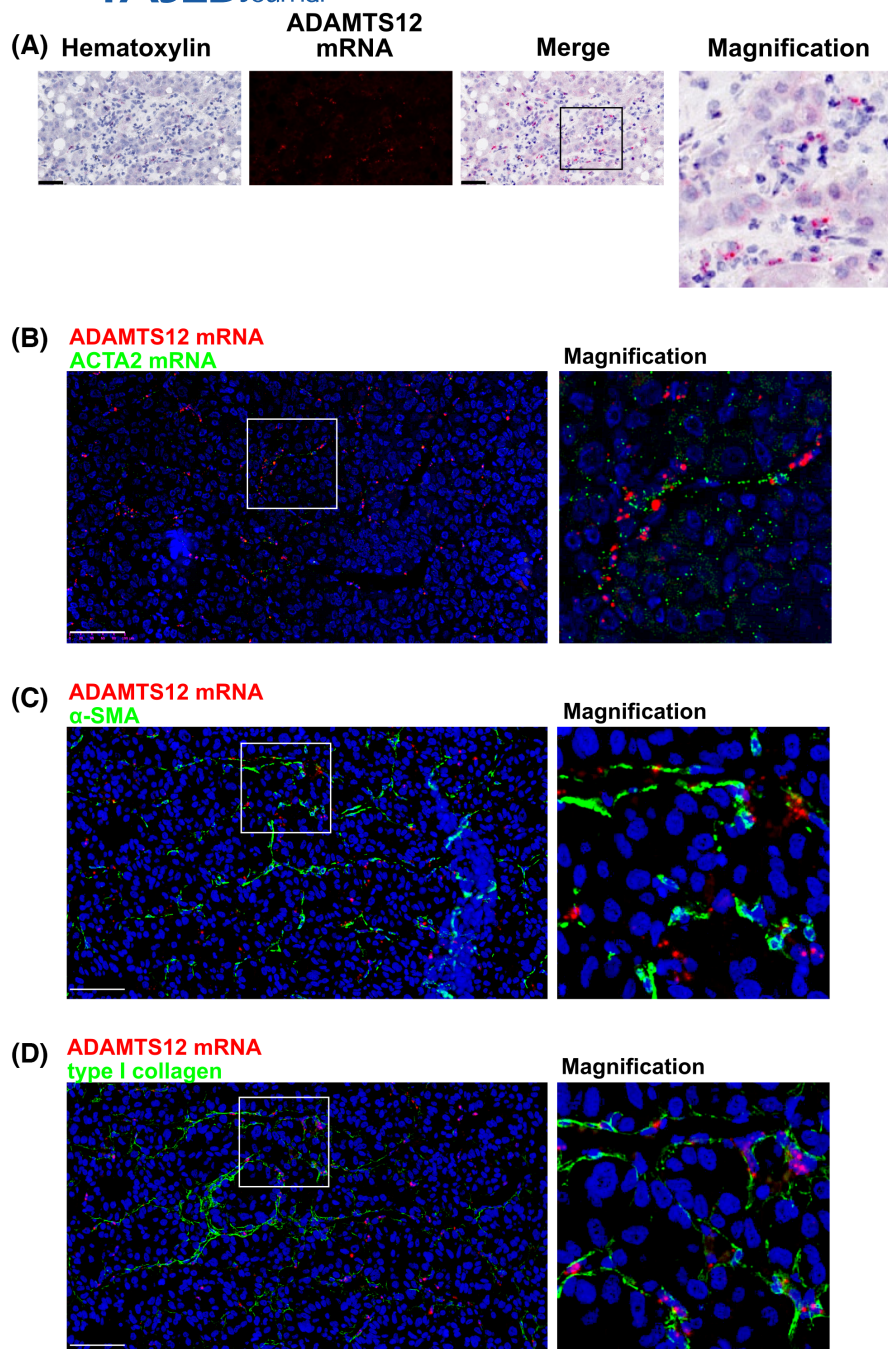 Journal
(A)
Hematoxylin
ADAMTS12
mRNA
Merge
Magnification
(B)
ADAMTS12 mRNA
ACTA2 mRNA
Magnification
(C)
ADAMTS12 mRNA
α-SMA
Magnification
(D)
ADAMTS12 mRNA
type I collagen
Magnification